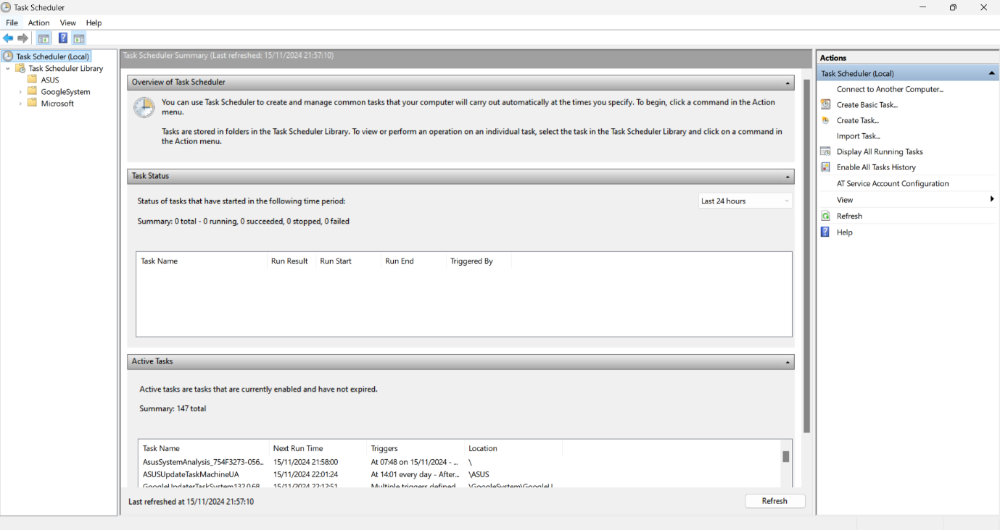 Task Scheduler
File Action View Help
Task Scheduler (Local)
Task Scheduler Library
ASUS
GoogleSystem
Microsoft
Task Scheduler Summary (Last refreshed: 15/11/2024 21:57:10)
Overview of Task Scheduler
You can use Task Scheduler to create and manage common tasks that your computer will carry out automatically at the times you specify. To begin, click a command in the Action
menu.
Tasks are stored in folders in the Task Scheduler Library. To view or perform an operation on an individual task, select the task in the Task Scheduler Library and click on a command in
the Action menu.
Task Status
Status of tasks that have started in the following time period:
Last 24 hours
Summary: 0 total - 0 running, 0 succeeded, 0 stopped, 0 failed
Task Name Run Result Run Start Run End Triggered By
Active Tasks
Active tasks are tasks that are currently enabled and have not expired.
Summary: 147 total
Task Name Next Run Time Triggers Location
AsusSystemAnalysis_754F3273-056... 15/11/2024 21:58:00 At 07:48 on 15/11/2024 - ... \
ASUSUpdateTaskMachineUA 15/11/2024 22:01:24 At 14:01 every day - After... \ASUS
GoogleUpdaterTaskSystem132.0.68... 15/11/2024 22:12:51 Multiple triggers defined \GoogleSystem\GoogleU...
Last refreshed at 15/11/2024 21:57:10
Refresh
Actions
Task Scheduler (Local)
Connect to Another Computer...
Create Basic Task...
Create Task...
Import Task...
Display All Running Tasks
Enable All Tasks History
AT Service Account Configuration
View
Refresh
Help